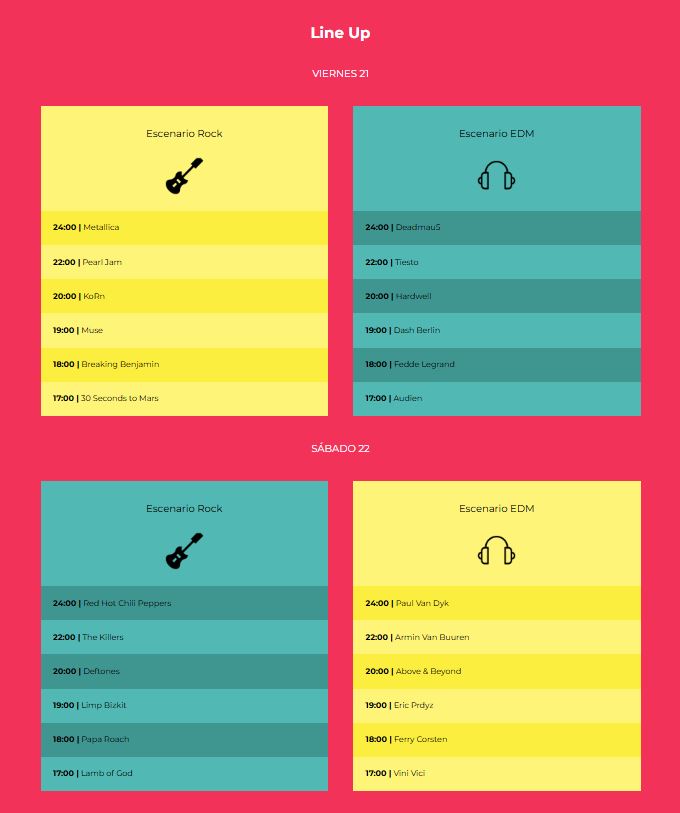 Line Up
VIERNES 21
Escenario Rock
24:00 | Metallica
22:00 | Pearl Jam
20:00 | KoRn
19:00 | Muse
18:00 | Breaking Benjamin
17:00 | 30 Seconds to Mars
Escenario EDM
24:00 | Deadmau5
22:00 | Tiesto
20:00 | Hardwell
19:00 | Dash Berlin
18:00 | Fedde Legrand
17:00 | Audien
SÁBADO 22
Escenario Rock
24:00 | Red Hot Chili Peppers
22:00 | The Killers
20:00 | Deftones
19:00 | Limp Bizkit
18:00 | Papa Roach
17:00 | Lamb of God
Escenario EDM
24:00 | Paul Van Dyk
22:00 | Armin Van Buuren
20:00 | Above & Beyond
19:00 | Eric Prdyz
18:00 | Ferry Corsten
17:00 | Vini Vici